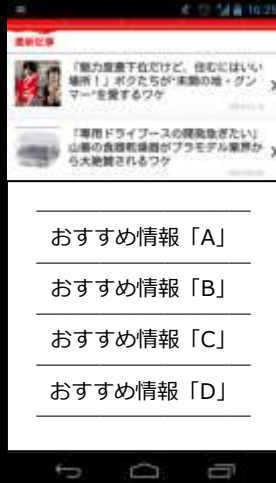 16:25
最新記事
「魅力度最下位だけど、住むにはいい
場所！」ボクたちが“未開の地・グン
マー”を愛するワケ
「専用ドライブースの開発急ぎたい」
山善の食器乾燥機がプラモデル業界か
ら大絶賛されるワケ
おすすめ情報「A」
おすすめ情報「B」
おすすめ情報「C」
おすすめ情報「D」